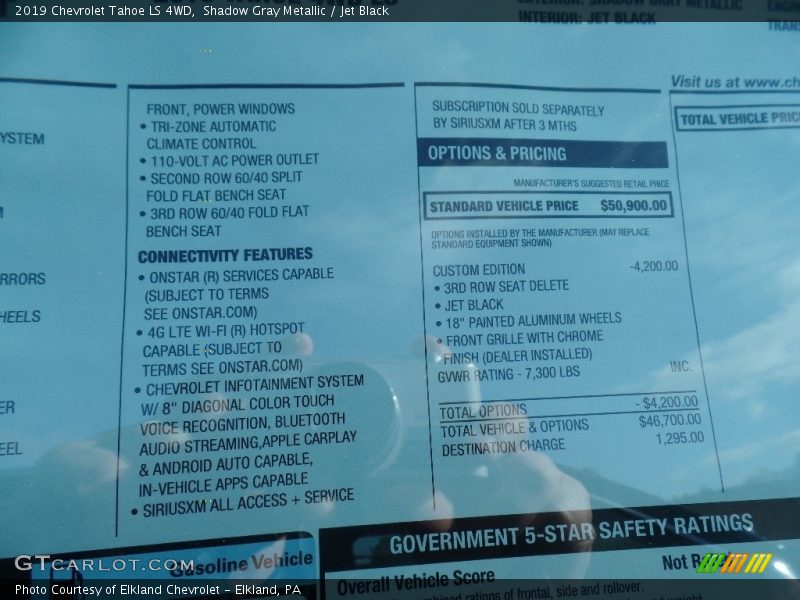 2019 Chevrolet Tahoe LS 4WD, Shadow Gray Metallic / Jet Black
INTERIOR: JET BLACK
YSTEM
RRORS
HEELS
ER
EEL
FRONT, POWER WINDOWS
• TRI-ZONE AUTOMATIC
CLIMATE CONTROL
• 110-VOLT AC POWER OUTLET
• SECOND ROW 60/40 SPLIT
FOLD FLAT BENCH SEAT
• 3RD ROW 60/40 FOLD FLAT
BENCH SEAT
CONNECTIVITY FEATURES
• ONSTAR (R) SERVICES CAPABLE
(SUBJECT TO TERMS
SEE ONSTAR.COM)
• 4G LTE WI-FI (R) HOTSPOT
CAPABLE (SUBJECT TO
TERMS SEE ONSTAR.COM)
• CHEVROLET INFOTAINMENT SYSTEM
W/ 8" DIAGONAL COLOR TOUCH
VOICE RECOGNITION, BLUETOOTH
AUDIO STREAMING,APPLE CARPLAY
& ANDROID AUTO CAPABLE,
IN-VEHICLE APPS CAPABLE
• SIRIUSXM ALL ACCESS + SERVICE
SUBSCRIPTION SOLD SEPARATELY
BY SIRIUSXM AFTER 3 MTHS
OPTIONS & PRICING
MANUFACTURER'S SUGGESTED RETAIL PRICE
STANDARD VEHICLE PRICE $50,900.00
OPTIONS INSTALLED BY THE MANUFACTURER (MAY REPLACE
STANDARD EQUIPMENT SHOWN)
CUSTOM EDITION -4,200.00
• 3RD ROW SEAT DELETE
• JET BLACK
• 18" PAINTED ALUMINUM WHEELS
• FRONT GRILLE WITH CHROME
FINISH (DEALER INSTALLED)
GVWR RATING - 7,300 LBS INC.
TOTAL OPTIONS - $4,200.00
TOTAL VEHICLE & OPTIONS $46,700.00
DESTINATION CHARGE 1,295.00
Visit us at www.ch
TOTAL VEHICLE PRIC
GOVERNMENT 5-STAR SAFETY RATINGS
Gasoline Vehicle
Overall Vehicle Score Not
ratings of frontal, side and rollover.
GTCARLOT.COM
Photo Courtesy of Elkland Chevrolet - Elkland, PA